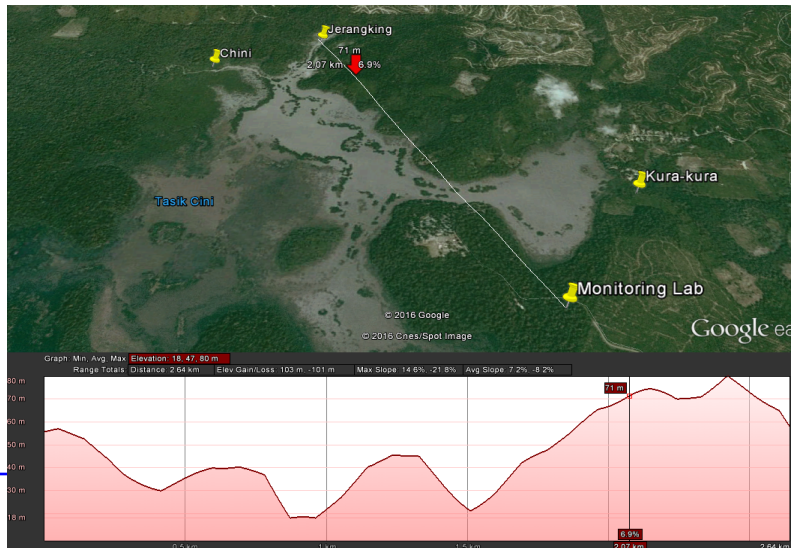 Jerangking
Chini
71 m
2.07 km 6.9%
Kura-kura
Tasik Cini
Monitoring Lab
© 2016 Google
© 2016 Cnes/Spot Image
Google ea
Graph: Min, Avg, Max Elevation: 18, 47, 80 m
Range Totals: Distance: 2.64 km Elev Gain/Loss: 103 m, -101 m Max Slope: 14.6%, -21.8% Avg Slope: 7.2%, -8.2%
80 m
71 m
70 m
60 m
50 m
40 m
30 m
18 m
6.9%
0.5 km 1 km 1.5 km 2.07 km 2.64 km